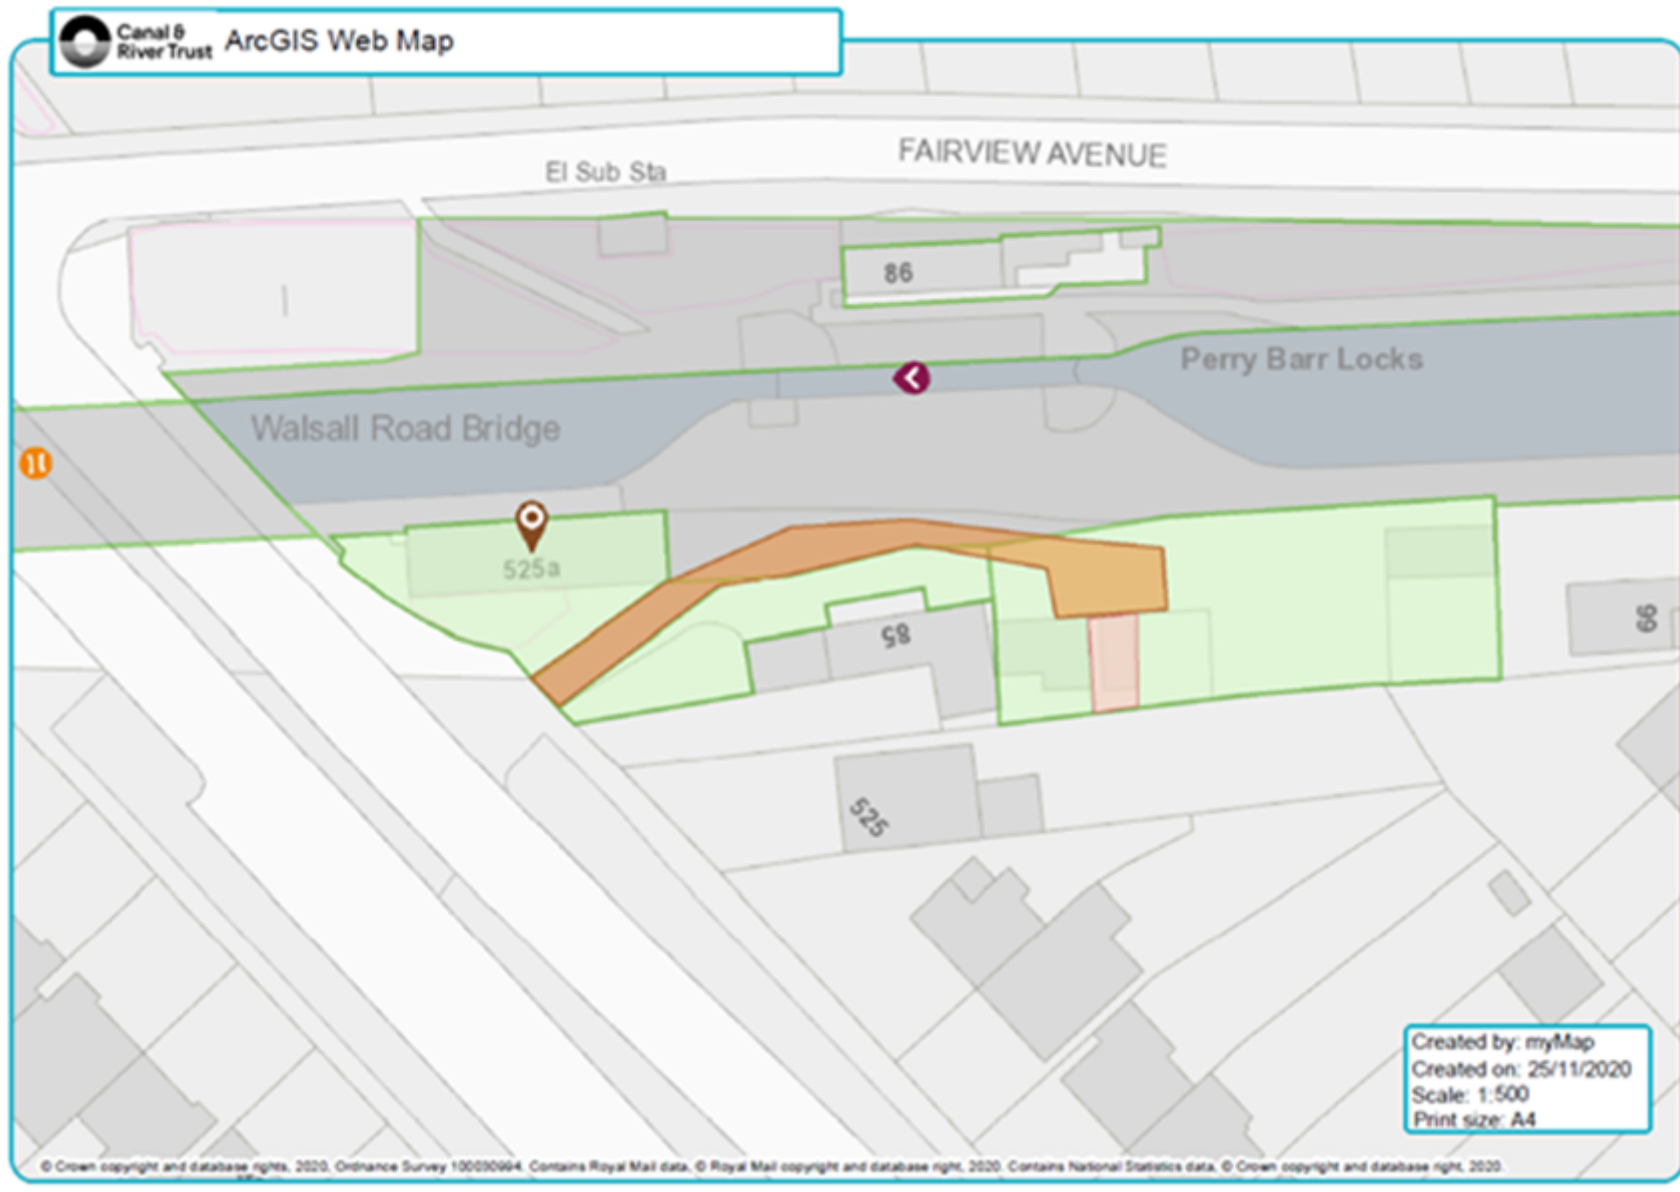 Canal &
River Trust
ArcGIS Web Map
FAIRVIEW AVENUE
El Sub Sta
86
Perry Barr Locks
Walsall Road Bridge
525a
85
99
525
Created by: myMap
Created on: 25/11/2020
Scale: 1:500
Print size: A4
© Crown copyright and database rights, 2020, Ordnance Survey 100030994. Contains Royal Mail data, © Royal Mail copyright and database right, 2020. Contains National Statistics data, © Crown copyright and database right, 2020.